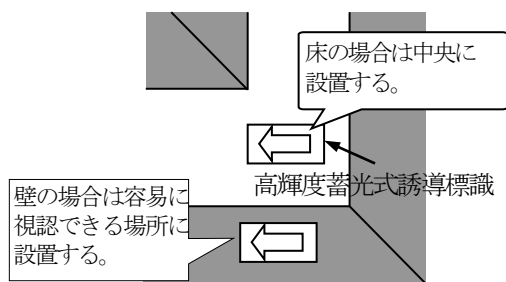 床の場合は中央に
設置する。
高輝度蓄光式誘導標識
壁の場合は容易に
視認できる場所に
設置する。